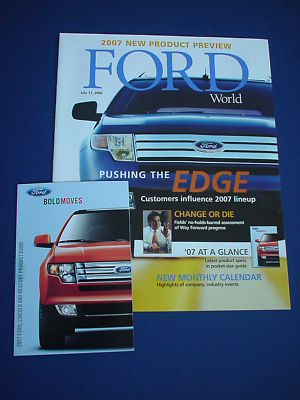 2007 NEW PRODUCT PREVIEW
FORD
July 17, 2006
World
Ford
PUSHING THE
EDGE
Customers influence 2007 lineup
CHANGE OR DIE
Fields' no-holds-barred assessment
of Way Forward progress
'07 AT A GLANCE
Latest product specs
in pocket-size guide
NEW MONTHLY CALENDAR
Highlights of company, industry events
Ford
BOLDMOVES
Ford
2007 FORD, LINCOLN AND MERCURY PRODUCT GUIDE